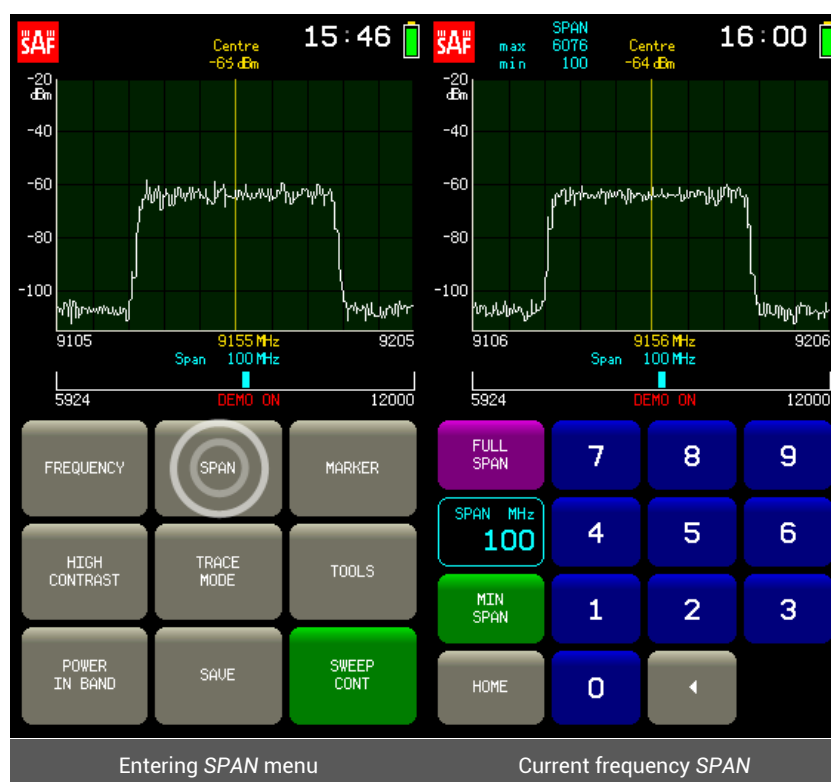 SAF
Centre
15:46
-65 dBm
-20
dBm
-40
-60
-80
-100
9105 9155 MHz 9205
Span 100 MHz
5924 DEMO ON 12000
FREQUENCY
SPAN
MARKER
HIGH
CONTRAST
TRACE
MODE
TOOLS
POWER
IN BAND
SAVE
SWEEP
CONT
Entering SPAN menu
SAF
SPAN
max 6076
min 100
Centre
-64 dBm
16:00
-20
dBm
-40
-60
-80
-100
9106 9156 MHz 9206
Span 100 MHz
5924 DEMO ON 12000
FULL
SPAN
7
8
9
SPAN MHz
100
4
5
6
MIN
SPAN
1
2
3
HOME
0
Current frequency SPAN